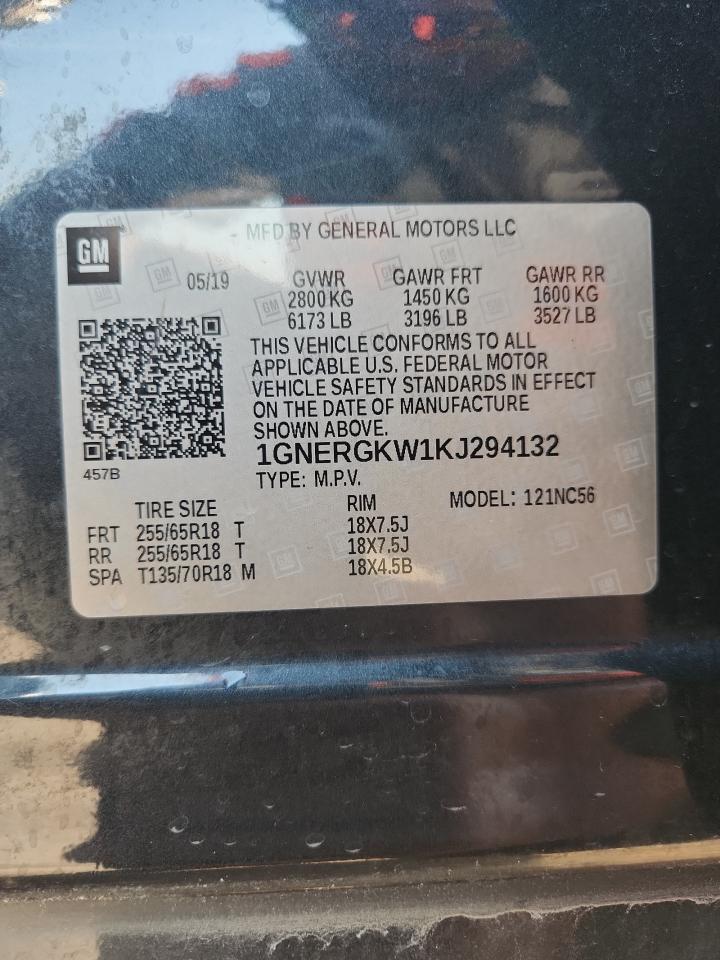 MFD BY GENERAL MOTORS LLC
GM
05/19 GVWR GAWR FRT GAWR RR
2800 KG 1450 KG 1600 KG
6173 LB 3196 LB 3527 LB
THIS VEHICLE CONFORMS TO ALL
APPLICABLE U.S. FEDERAL MOTOR
VEHICLE SAFETY STANDARDS IN EFFECT
ON THE DATE OF MANUFACTURE
SHOWN ABOVE.
1GNERGKW1KJ294132
457B
TYPE: M.P.V.
TIRE SIZE RIM MODEL: 121NC56
FRT 255/65R18 T 18X7.5J
RR 255/65R18 T 18X7.5J
SPA T135/70R18 M 18X4.5B